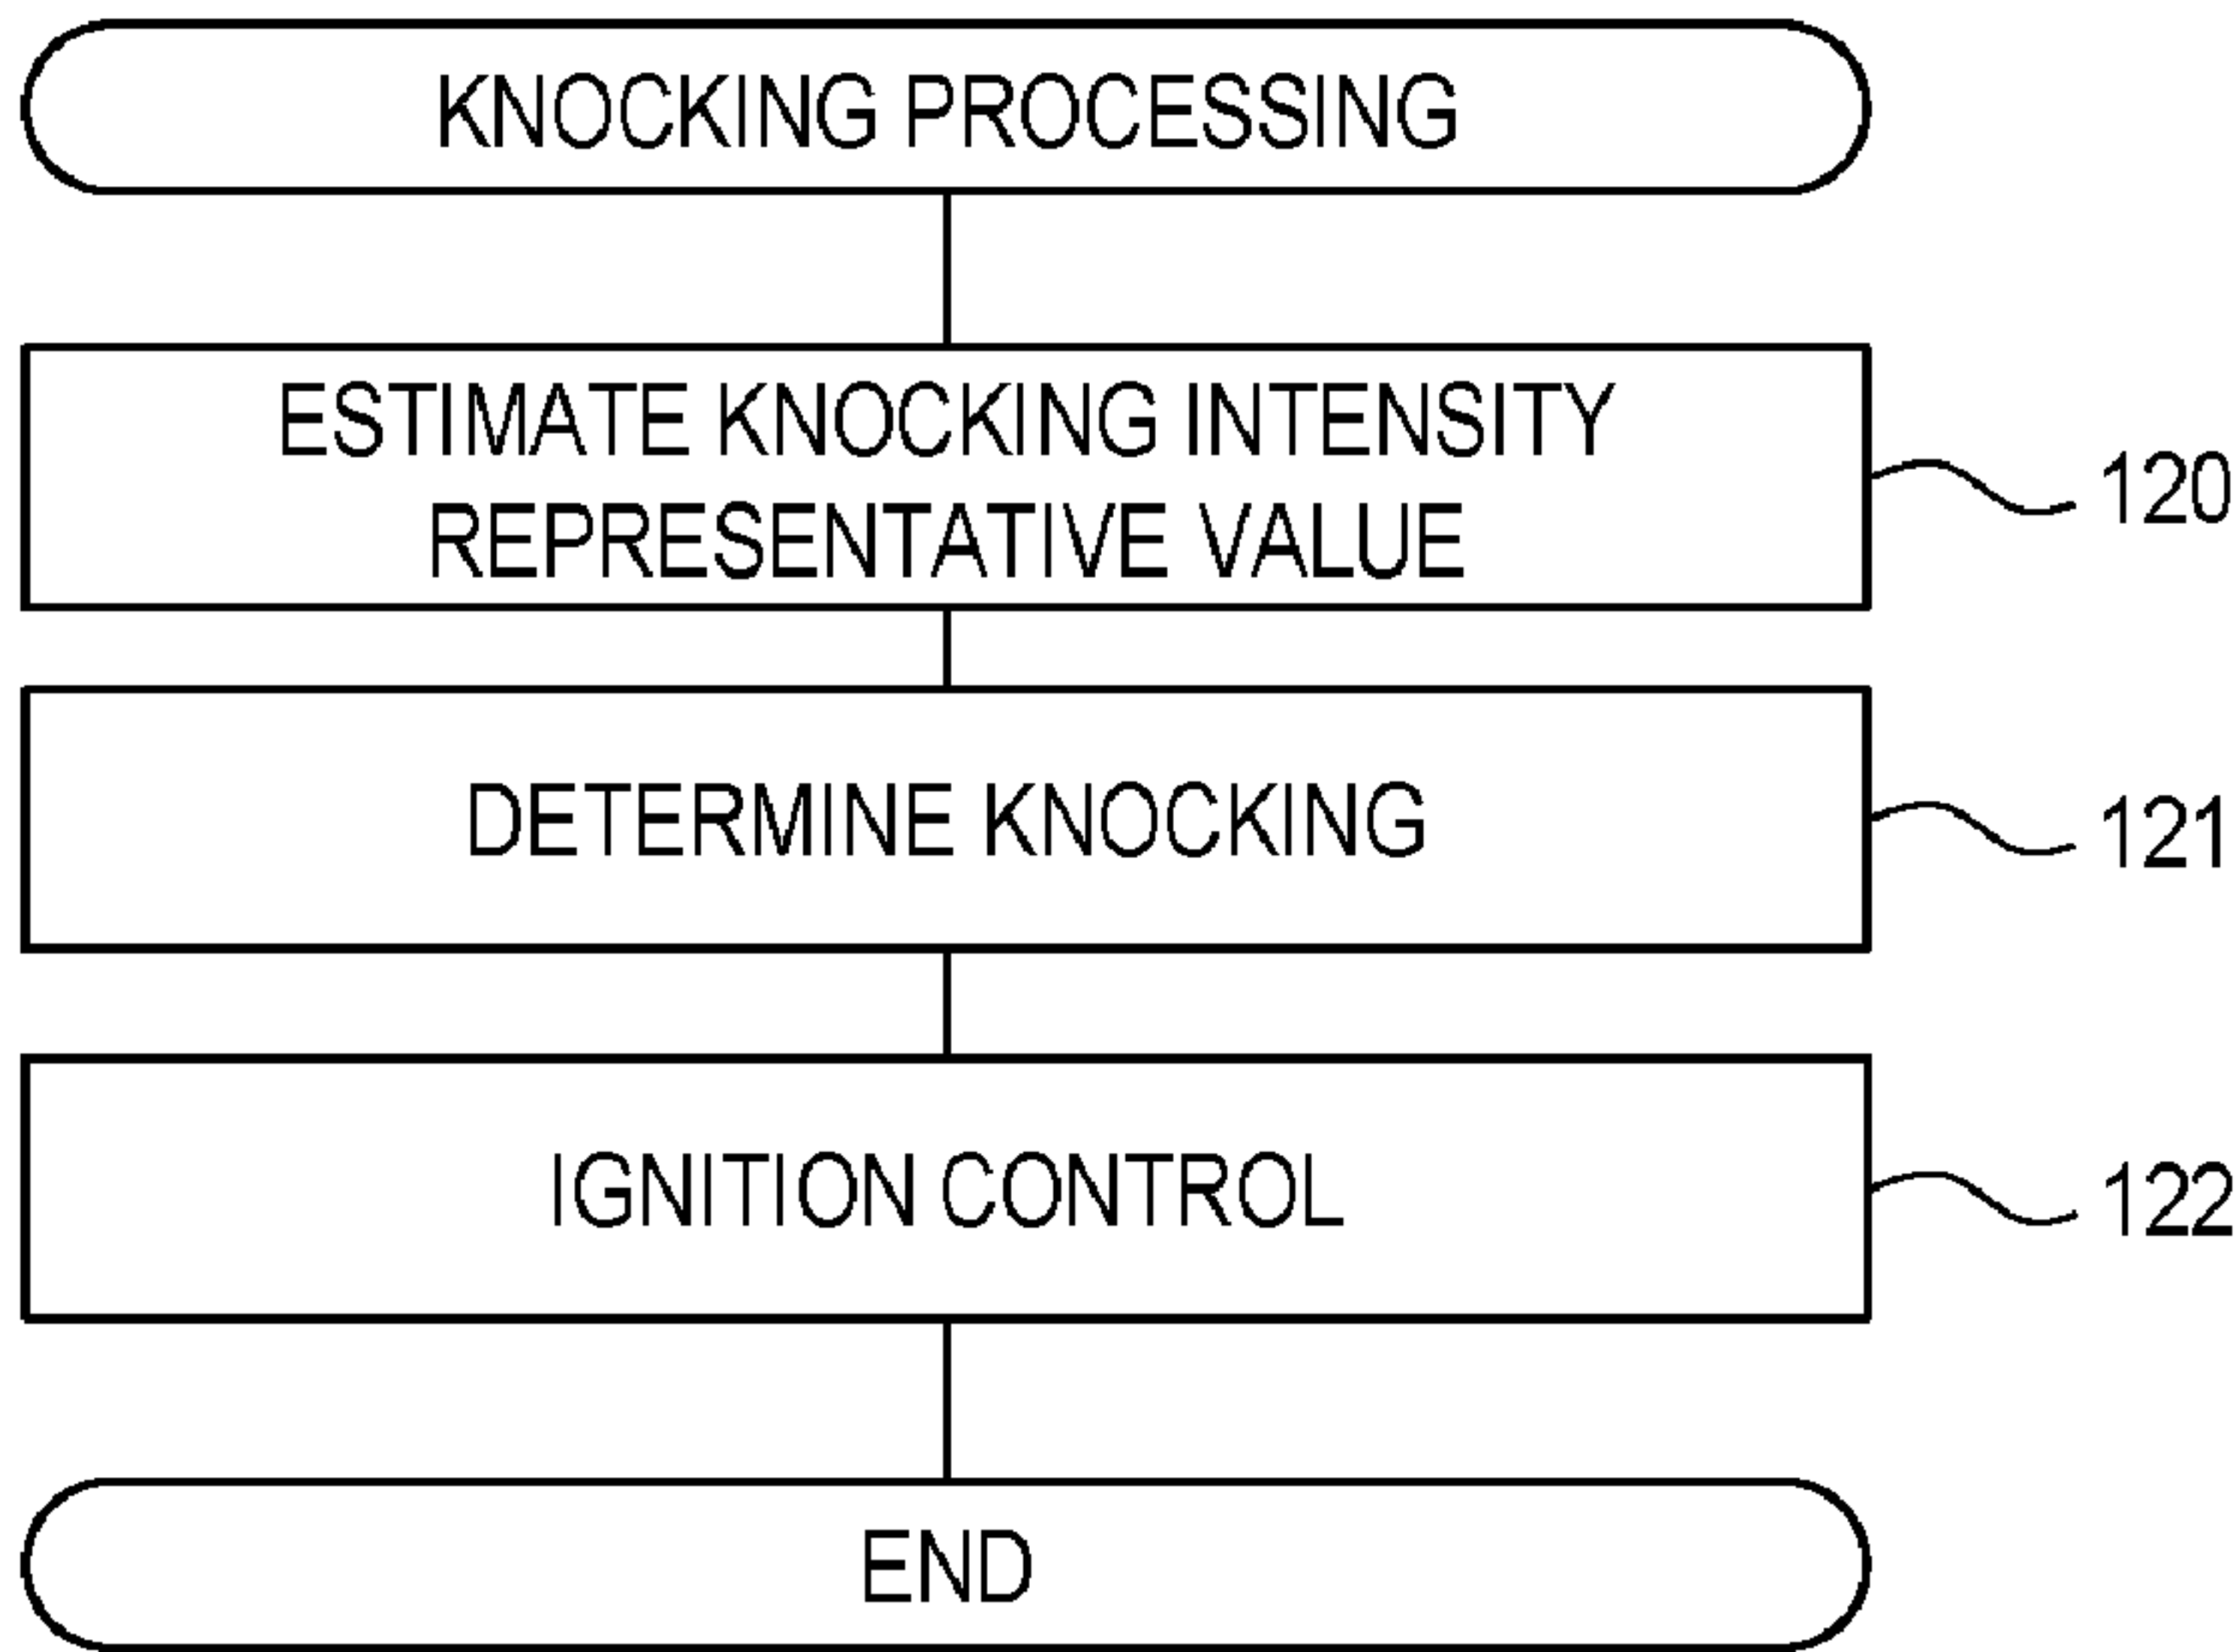 KNOCKING PROCESSING
ESTIMATE KNOCKING INTENSITY
REPRESENTATIVE VALUE
120
DETERMINE KNOCKING
121
IGNITION CONTROL
122
END